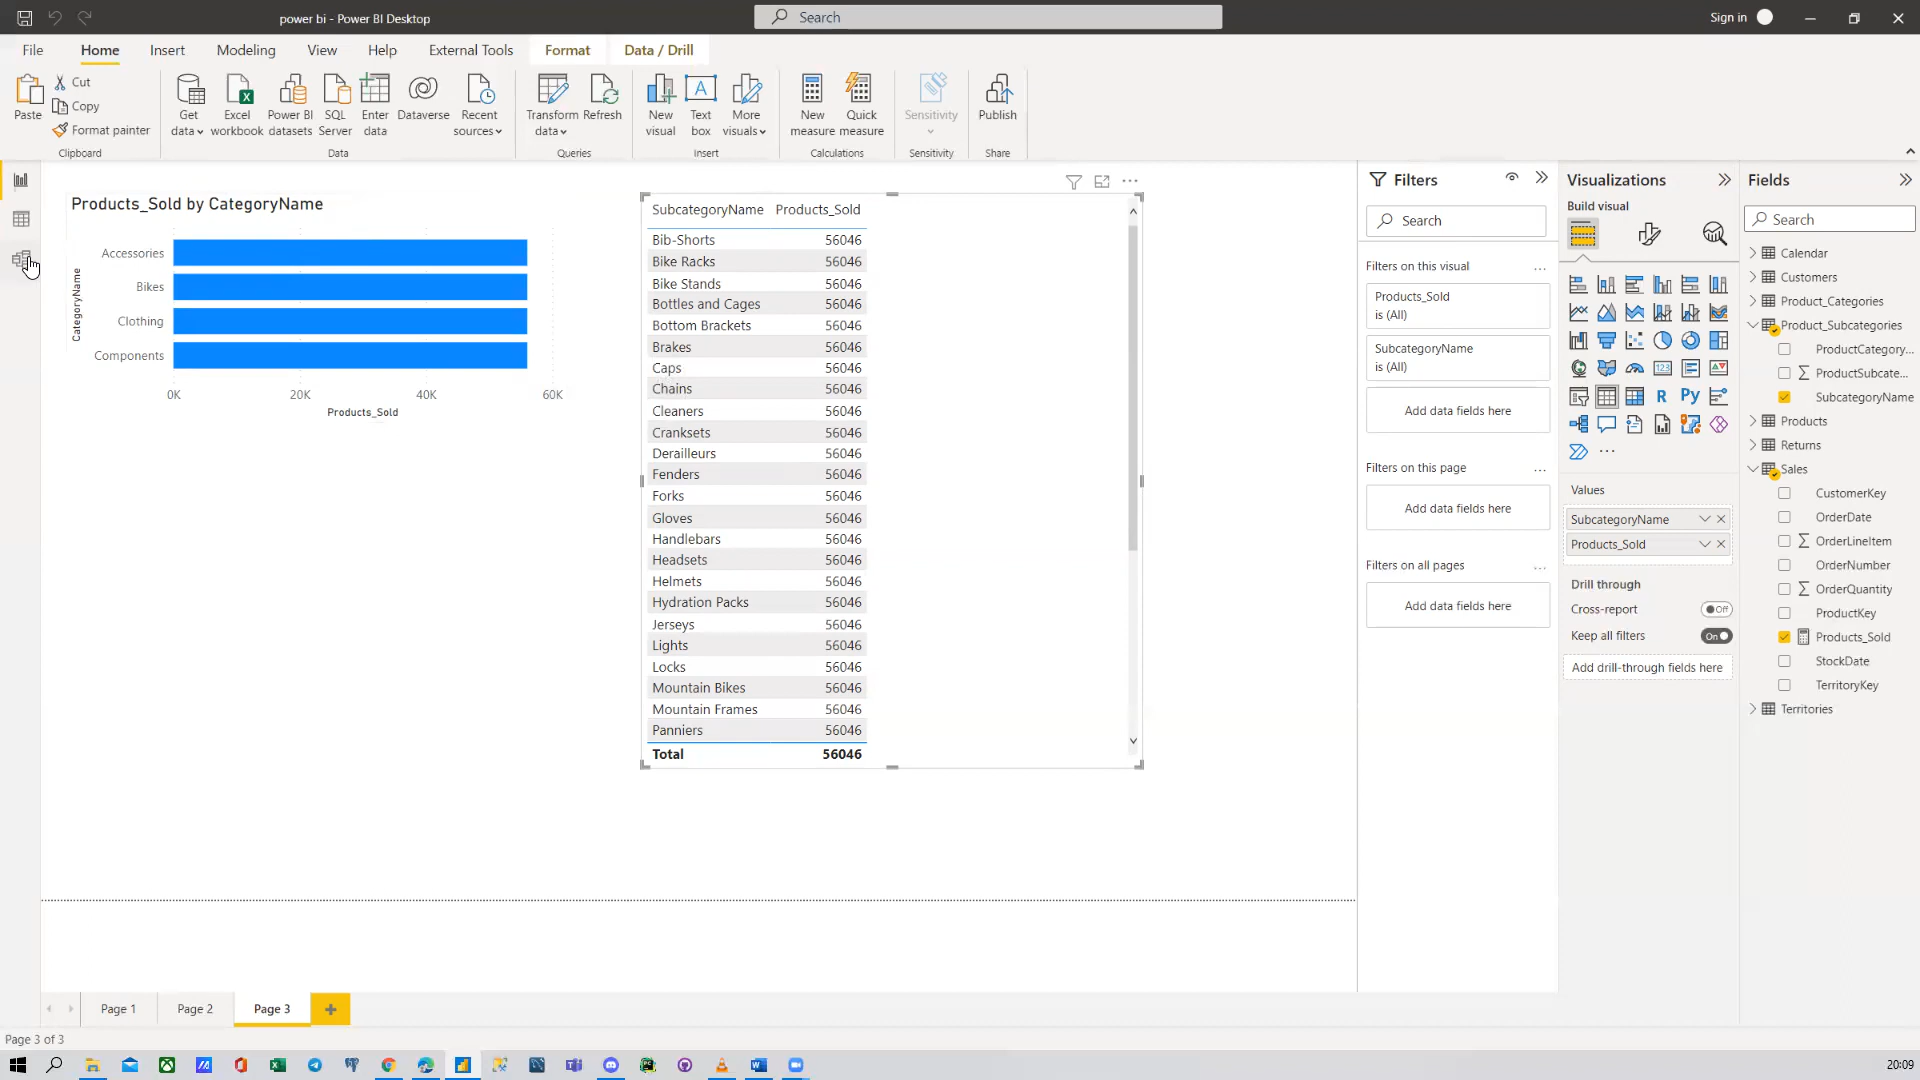 power bi - Power BI Desktop
Search
Sign in
File
Home
Insert
Modeling
View
Help
External Tools
Format
Data / Drill
Paste
Cut
Copy
Format painter
Clipboard
Get data
Excel workbook
Power BI datasets
SQL Server
Enter data
Dataverse
Recent sources
Data
Transform data
Refresh
Queries
New visual
Text box
More visuals
Insert
New measure
Quick measure
Calculations
Sensitivity
Sensitivity
Publish
Share
Products_Sold by CategoryName
CategoryName
Accessories
Bikes
Clothing
Components
0K 20K 40K 60K
Products_Sold
SubcategoryName Products_Sold
Bib-Shorts 56046
Bike Racks 56046
Bike Stands 56046
Bottles and Cages 56046
Bottom Brackets 56046
Brakes 56046
Caps 56046
Chains 56046
Cleaners 56046
Cranksets 56046
Derailleurs 56046
Fenders 56046
Forks 56046
Gloves 56046
Handlebars 56046
Headsets 56046
Helmets 56046
Hydration Packs 56046
Jerseys 56046
Lights 56046
Locks 56046
Mountain Bikes 56046
Mountain Frames 56046
Panniers 56046
Total 56046
Filters
Search
Filters on this visual ...
Products_Sold
is (All)
SubcategoryName
is (All)
Add data fields here
Filters on this page ...
Add data fields here
Filters on all pages ...
Add data fields here
Visualizations
Build visual
123
R
Py
...
Values
SubcategoryName
Products_Sold
Drill through
Cross-report Off
Keep all filters On
Add drill-through fields here
Fields
Search
Calendar
Customers
Product_Categories
Product_Subcategories
ProductCategory...
ProductSubcate...
SubcategoryName
Products
Returns
Sales
CustomerKey
OrderDate
OrderLineItem
OrderNumber
OrderQuantity
ProductKey
Products_Sold
StockDate
TerritoryKey
Territories
Page 1
Page 2
Page 3
Page 3 of 3
20:09